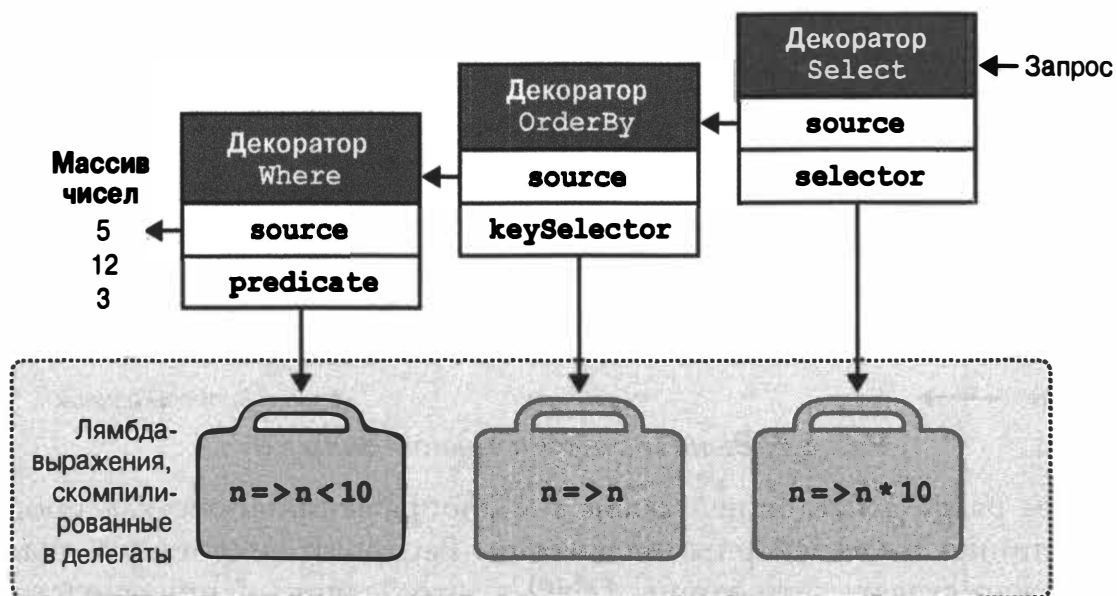 Декоратор
Select
Запрос
source
selector
Декоратор
OrderBy
source
keySelector
Декоратор
Where
source
predicate
Массив
чисел
5
12
3
Лямбда-
выражения,
скомпили-
рованные
в делегаты
n=>n<10
n=>n
n=>n*10